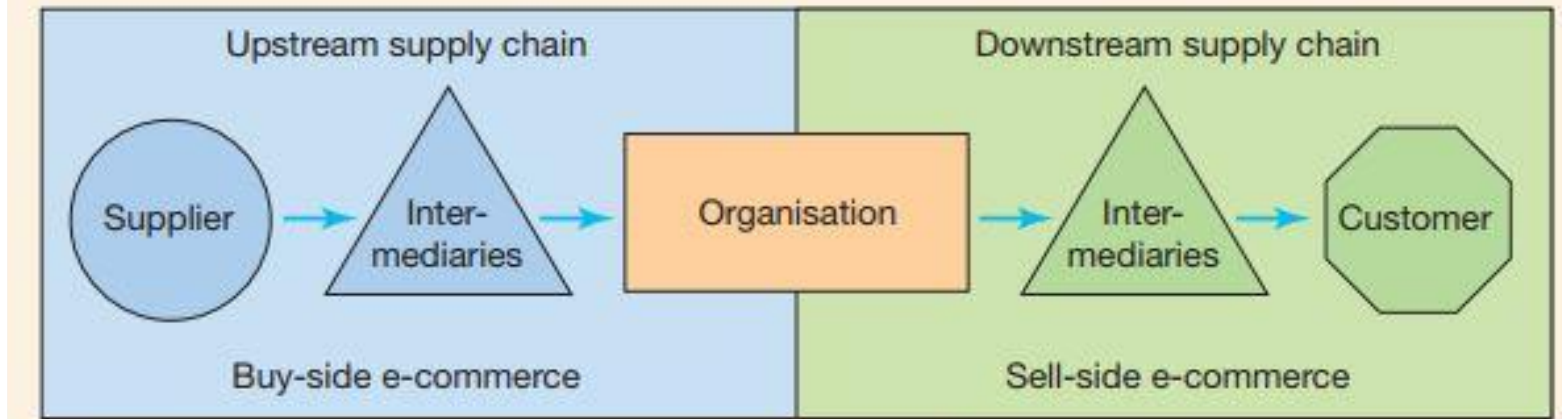 Upstream supply chain
Downstream supply chain
Supplier
Inter-
mediaries
Organisation
Inter-
mediaries
Customer
Buy-side e-commerce
Sell-side e-commerce